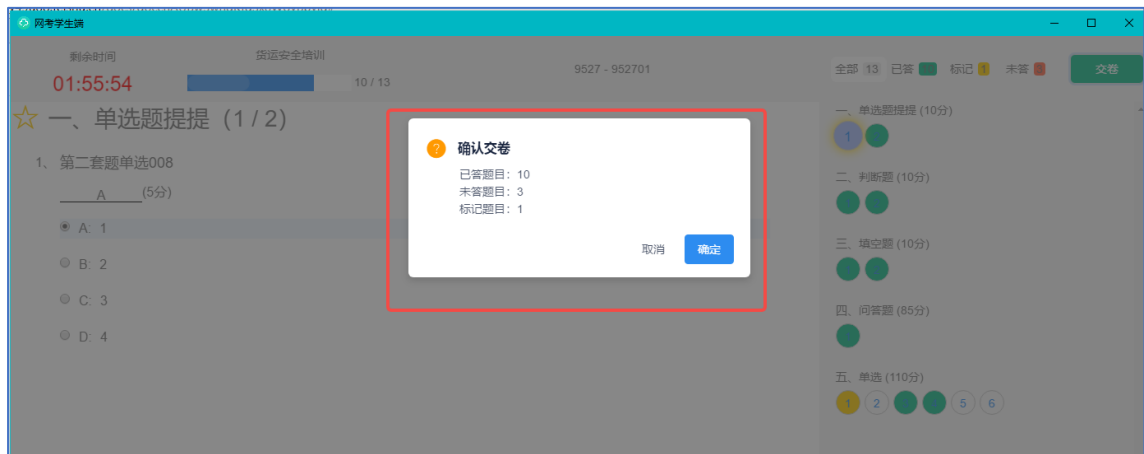 网考学生端
剩余时间
01:55:54
货运安全培训
10 / 13
9527 - 952701
全部 13 已答 标记 1 未答
交卷
一、单选题提提 (1 / 2)
1、 第二套题单选008
A (5分)
A: 1
B: 2
C: 3
D: 4
确认交卷
已答题目: 10
未答题目: 3
标记题目: 1
取消
确定
一、单选题提提 (10分)
1
二、判断题 (10分)
三、填空题 (10分)
四、问答题 (85分)
五、单选 (110分)
1 2 5 6